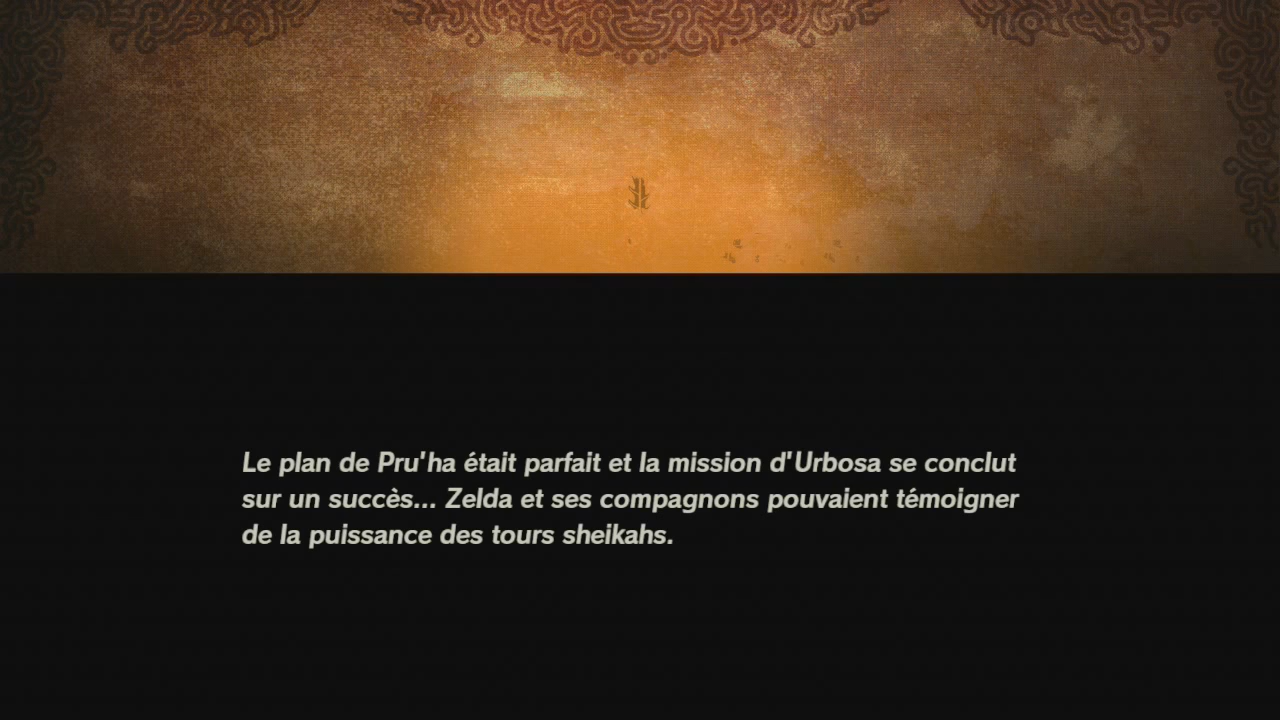 Le plan de Pru'ha était parfait et la mission d'Urbosa se conclut
sur un succès... Zelda et ses compagnons pouvaient témoigner
de la puissance des tours sheikahs.